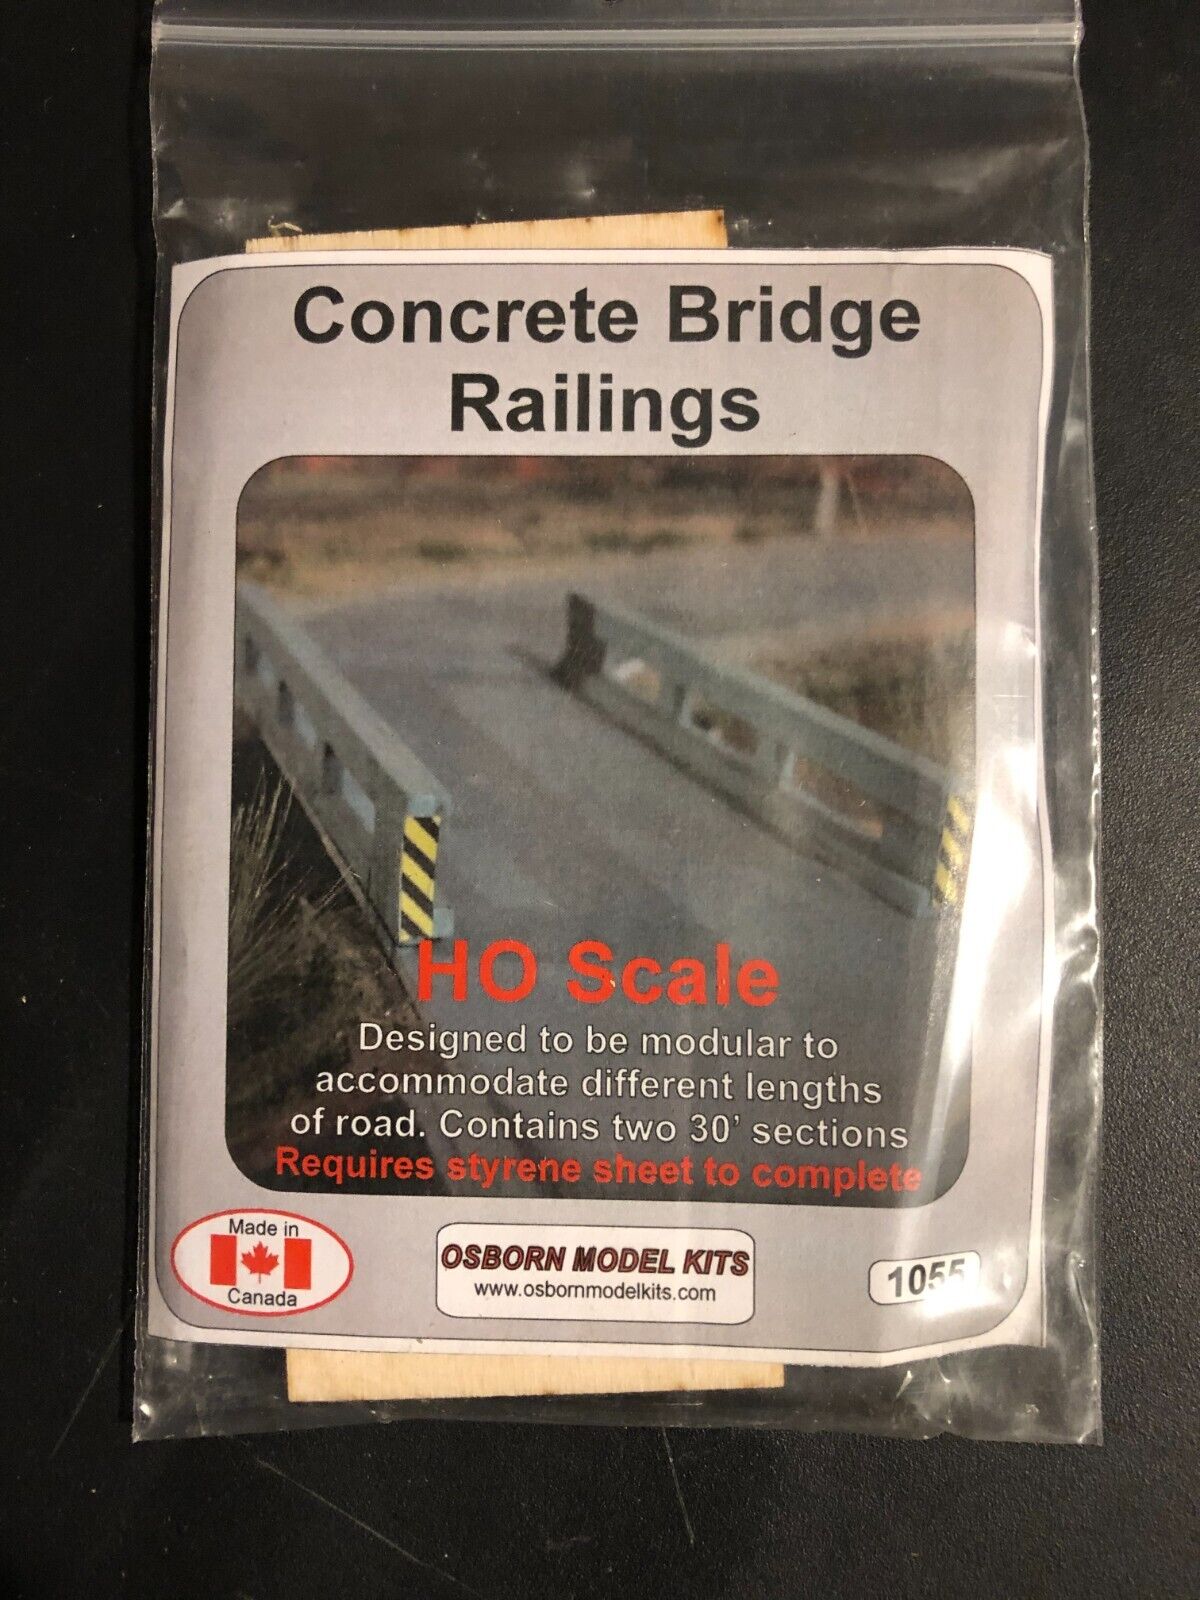 Concrete Bridge
Railings
HO Scale
Designed to be modular to
accommodate different lengths
of road. Contains two 30' sections
Requires styrene sheet to complete
Made in
Canada
OSBORN MODEL KITS
www.osbornmodelkits.com
1055